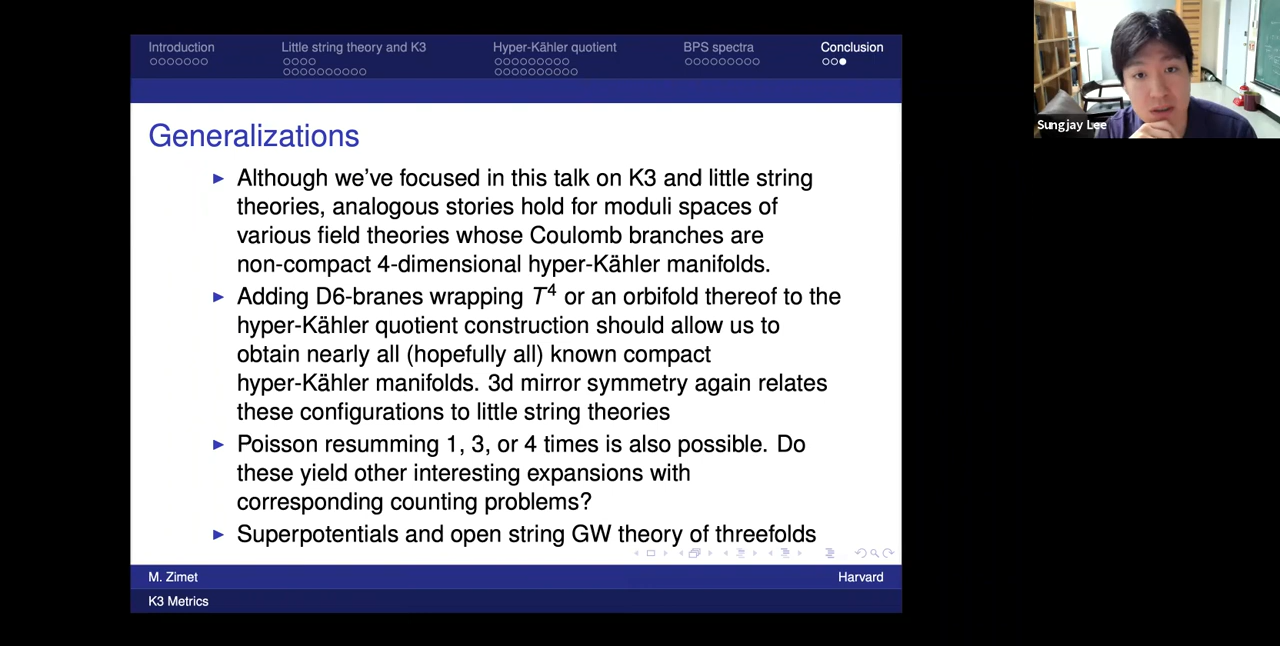 Introduction
Little string theory and K3
Hyper-Kähler quotient
BPS spectra
Conclusion
Generalizations
Although we've focused in this talk on K3 and little string
theories, analogous stories hold for moduli spaces of
various field theories whose Coulomb branches are
non-compact 4-dimensional hyper-Kähler manifolds.
Adding D6-branes wrapping T⁴ or an orbifold thereof to the
hyper-Kähler quotient construction should allow us to
obtain nearly all (hopefully all) known compact
hyper-Kähler manifolds. 3d mirror symmetry again relates
these configurations to little string theories
Poisson resumming 1, 3, or 4 times is also possible. Do
these yield other interesting expansions with
corresponding counting problems?
Superpotentials and open string GW theory of threefolds
M. Zimet
Harvard
K3 Metrics
Sungjay Lee